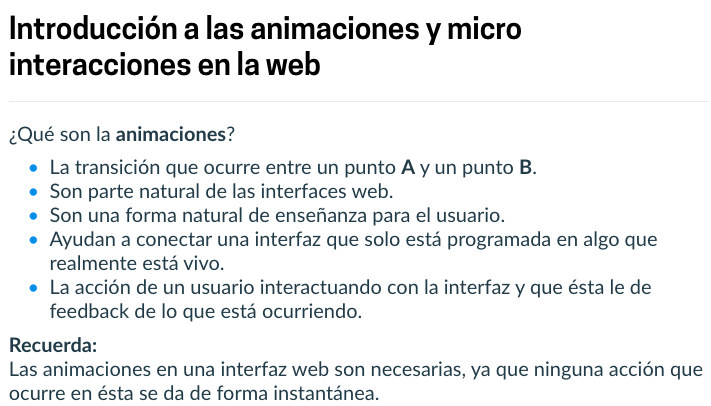 Introducción a las animaciones y micro
interacciones en la web
¿Qué son la animaciones?
• La transición que ocurre entre un punto A y un punto B.
• Son parte natural de las interfaces web.
• Son una forma natural de enseñanza para el usuario.
• Ayudan a conectar una interfaz que solo está programada en algo que
realmente está vivo.
• La acción de un usuario interactuando con la interfaz y que ésta le de
feedback de lo que está ocurriendo.
Recuerda:
Las animaciones en una interfaz web son necesarias, ya que ninguna acción que
ocurre en ésta se da de forma instantánea.